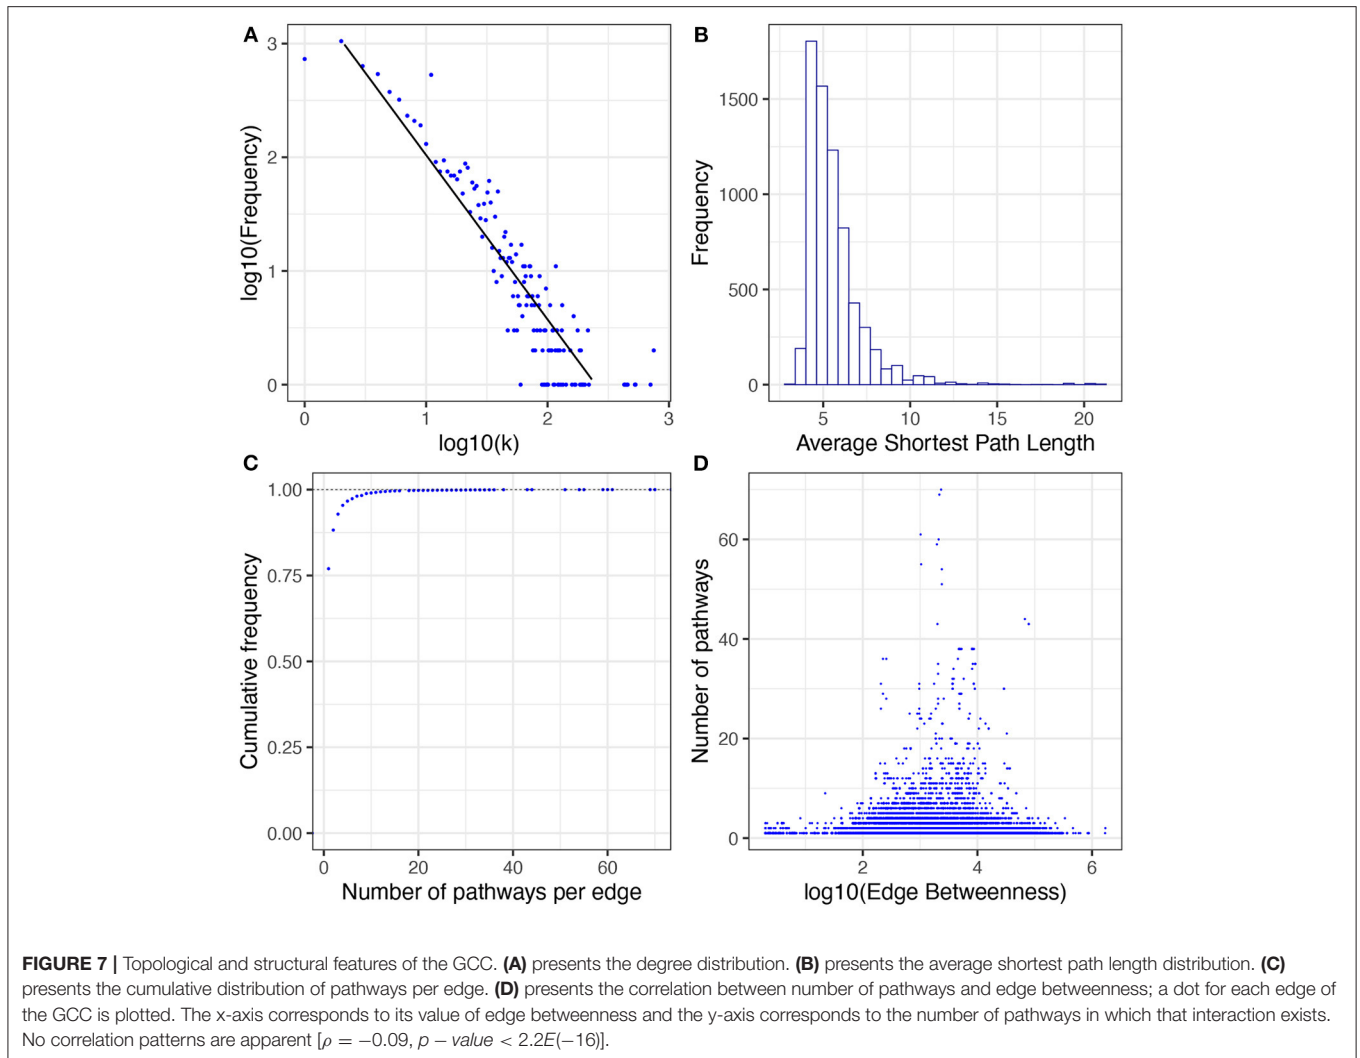 A
3
2
1
0
log10(Frequency)
0 1 2 3
log10(k)
B
1500
1000
500
0
Frequency
5 10 15 20
Average Shortest Path Length
C
1.00
0.75
0.50
0.25
0.00
Cumulative frequency
0 20 40 60
Number of pathways per edge
D
60
40
20
0
Number of pathways
2 4 6
log10(Edge Betweenness)
FIGURE 7 | Topological and structural features of the GCC. (A) presents the degree distribution. (B) presents the average shortest path length distribution. (C)
presents the cumulative distribution of pathways per edge. (D) presents the correlation between number of pathways and edge betweenness; a dot for each edge of
the GCC is plotted. The x-axis corresponds to its value of edge betweenness and the y-axis corresponds to the number of pathways in which that interaction exists.
No correlation patterns are apparent [ρ = −0.09, p − value < 2.2E(−16)].